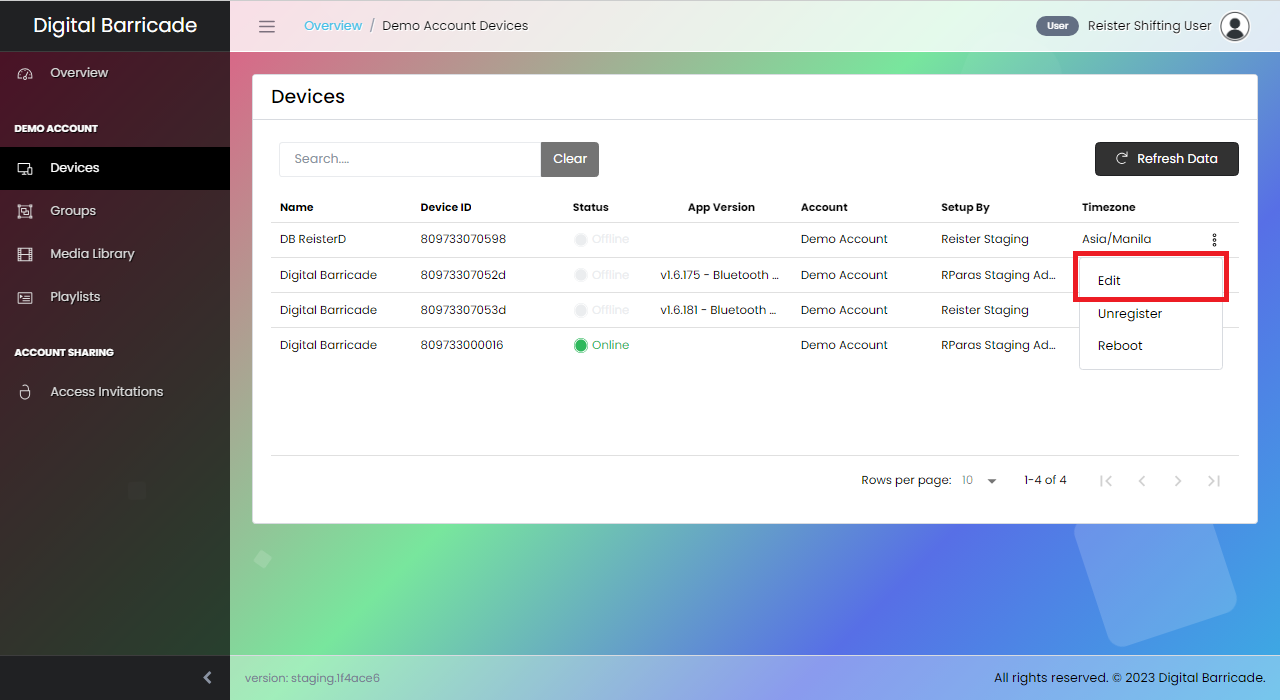 Digital Barricade
Overview / Demo Account Devices
User Reister Shifting User
Overview
DEMO ACCOUNT
Devices
Groups
Media Library
Playlists
ACCOUNT SHARING
Access Invitations
Devices
Search.... Clear Refresh Data
Name Device ID Status App Version Account Setup By Timezone
DB ReisterD 809733070598 Offline Demo Account Reister Staging Asia/Manila
Digital Barricade 80973307052d Offline v1.6.175 - Bluetooth ... Demo Account RParas Staging Ad...
Digital Barricade 80973307053d Offline v1.6.181 - Bluetooth ... Demo Account Reister Staging
Digital Barricade 809733000016 Online Demo Account RParas Staging Ad...
Edit
Unregister
Reboot
Rows per page: 10 1-4 of 4
version: staging.1f4ace6
All rights reserved. © 2023 Digital Barricade.